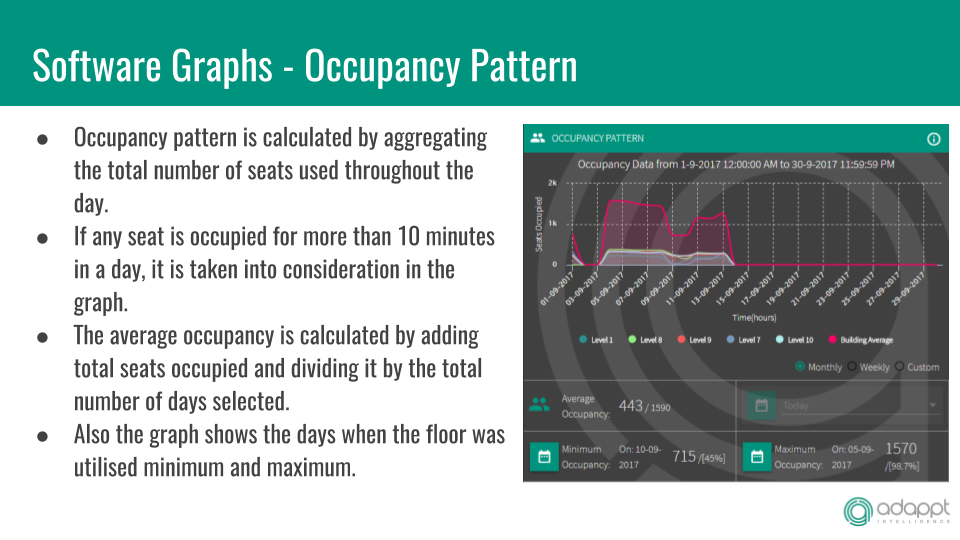 Software Graphs - Occupancy Pattern
● Occupancy pattern is calculated by aggregating
the total number of seats used throughout the
day.
● If any seat is occupied for more than 10 minutes
in a day, it is taken into consideration in the
graph.
● The average occupancy is calculated by adding
total seats occupied and dividing it by the total
number of days selected.
● Also the graph shows the days when the floor was
utilised minimum and maximum.
OCCUPANCY PATTERN
Occupancy Data from 1-9-2017 12:00:00 AM to 30-9-2017 11:59:59 PM
2k
1k
0
Seats Occupied
01-09-2017
03-09-2017
05-09-2017
07-09-2017
09-09-2017
11-09-2017
13-09-2017
15-09-2017
17-09-2017
19-09-2017
21-09-2017
23-09-2017
25-09-2017
27-09-2017
29-09-2017
Time(hours)
Level 1 Level 8 Level 9 Level 7 Level 10 Building Average
Monthly Weekly Custom
Average
Occupancy:
443 / 1590
Today
Minimum
Occupancy:
On: 10-09-
2017
715 /[45%]
Maximum
Occupancy:
On: 05-09-
2017
1570
/[98.7%]
adappt
INTELLIGENCE